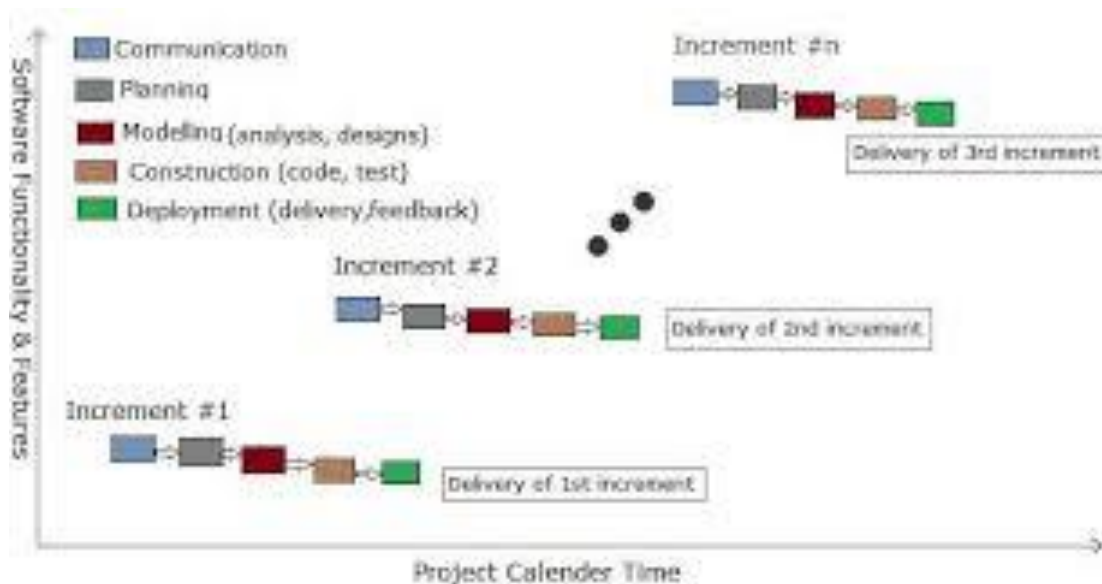 Software Functionality & Features
Communication
Planning
Modelling (analysis, designs)
Construction (code, test)
Deployment (delivery/feedback)
Increment #n
Delivery of 3rd increment
Increment #2
Delivery of 2nd increment
Increment #1
Delivery of 1st increment
Project Calender Time